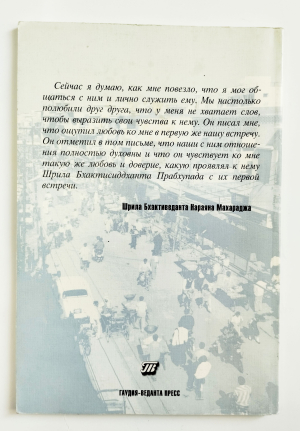 Сейчас я думаю, как мне повезло, что я мог об-
щаться с ним и лично служить ему. Мы настолько
полюбили друг друга, что у меня не хватает слов,
чтобы выразить свои чувства к нему. Он писал мне,
что ощутил любовь ко мне в первую же нашу встречу.
Он отметил в том письме, что наши с ним отноше-
ния полностью духовны и что он чувствует ко мне
такую же любовь и доверие, какую проявлял к нему
Шрила Бхактисиддханта Прабхупада с их первой
встречи.
Шрила Бхактиведанта Нараяна Махараджа
ГАУДИЯ-ВЕДАНТА ПРЕСС